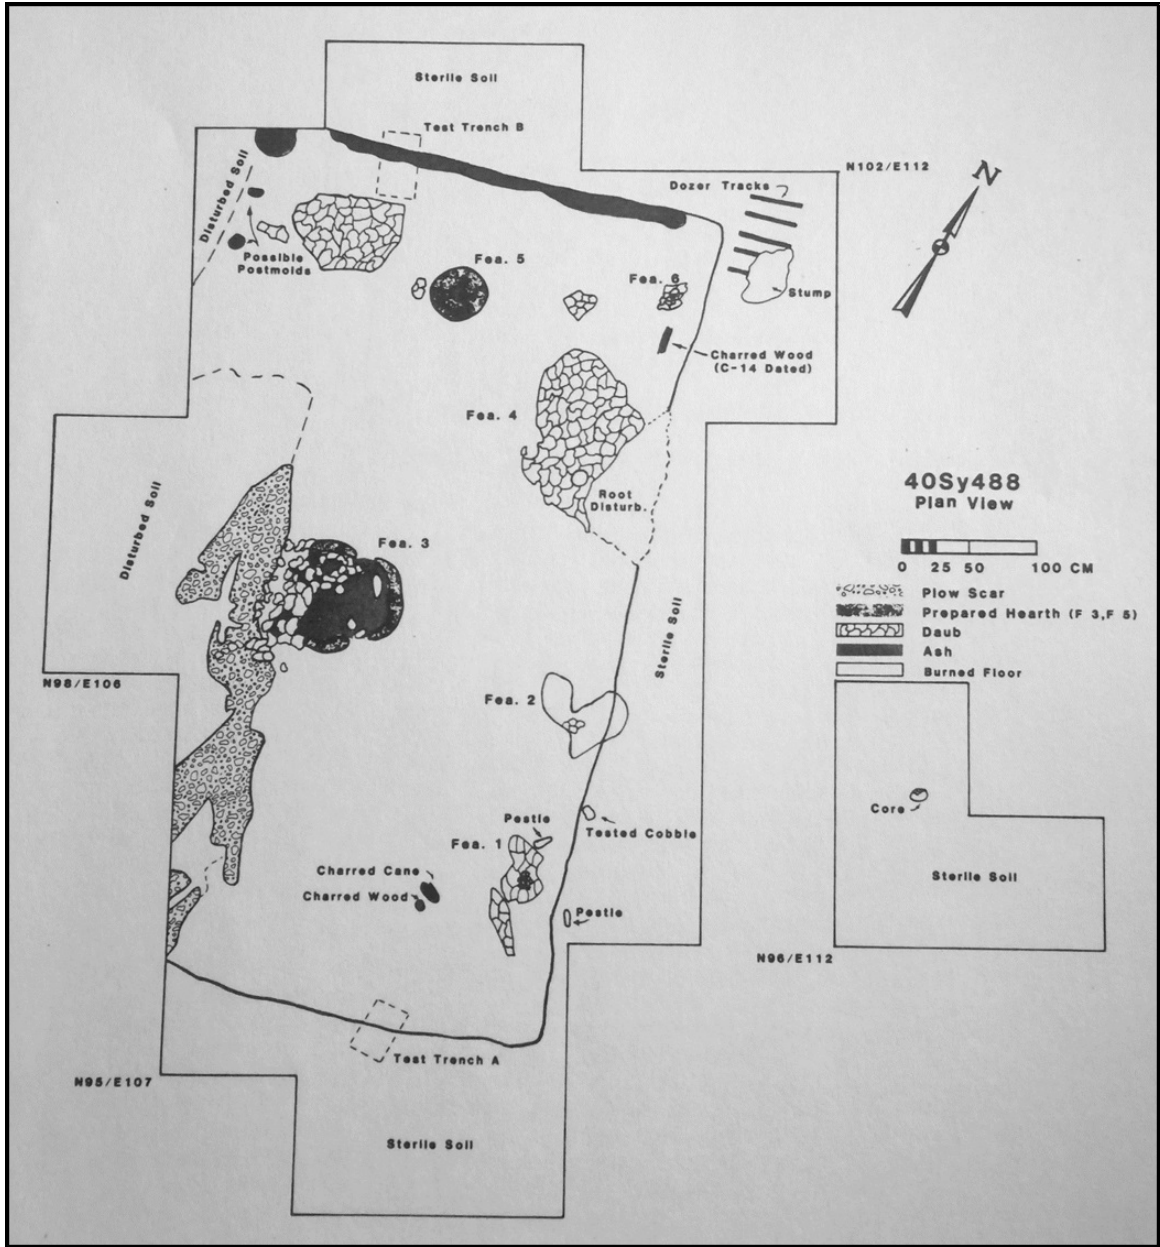 Sterile Soil
Test Trench B
N102/E112
Dozer Tracks
N
Disturbed Soil
Possible
Postmolds
Fea. 5
Fea. 6
Stump
Charred Wood
(C-14 Dated)
Fea. 4
Root
Disturb.
40Sy488
Plan View
0 25 50 100 CM
Disturbed Soil
Fea. 3
Plow Scar
Prepared Hearth (F 3,F 5)
Daub
Ash
Burned Floor
Sterile Soil
N98/E106
Fea. 2
Core
Pestle
Tested Cobble
Fea. 1
Charred Cane
Charred Wood
Sterile Soil
Pestle
N96/E112
Test Trench A
N95/E107
Sterile Soil